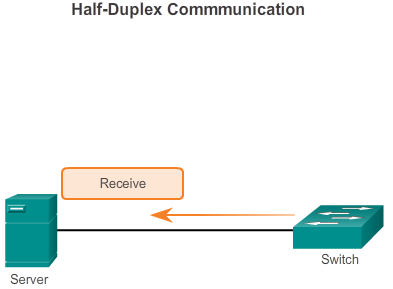 Half-Duplex Commmunication
Receive
Switch
Server